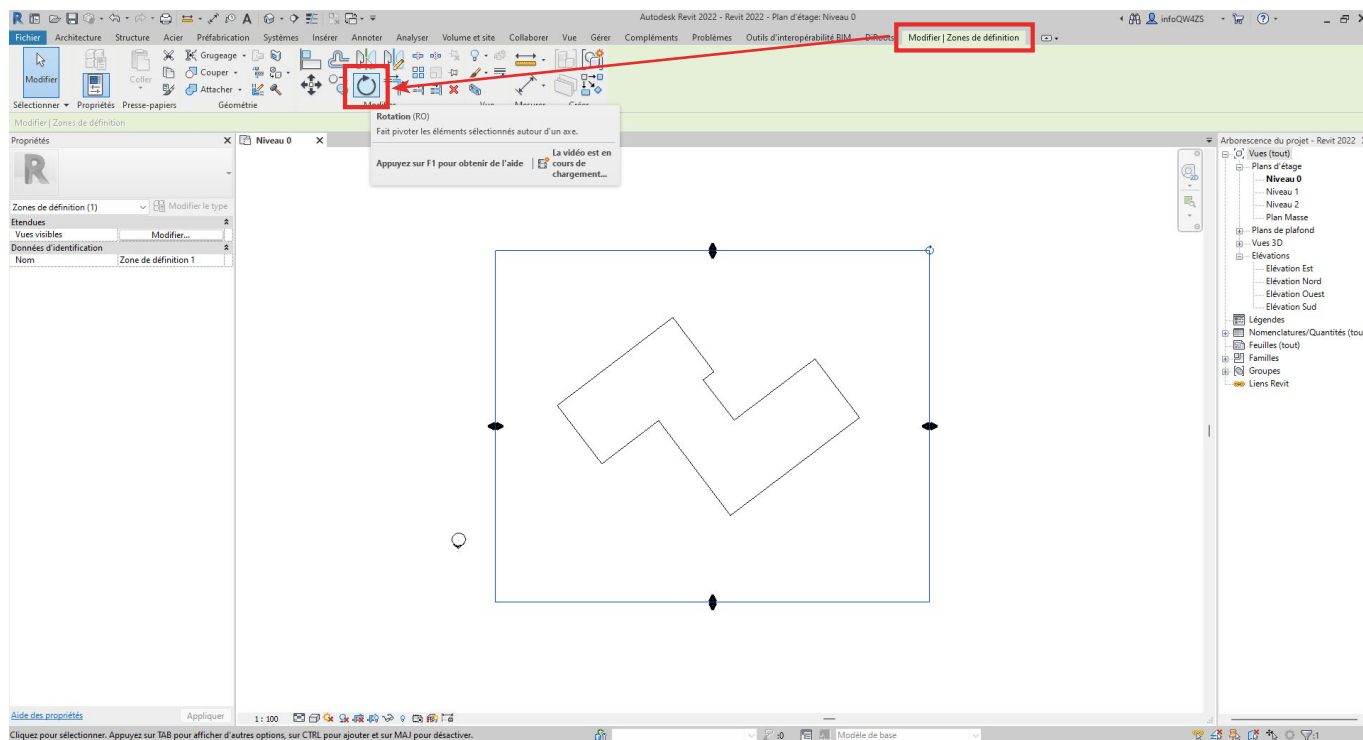 Autodesk Revit 2022 - Revit 2022 - Plan d'étage: Niveau 0
infoQW4ZS
Fichier Architecture Structure Acier Préfabrication Systèmes Insérer Annoter Analyser Volume et site Collaborer Vue Gérer Compléments Problèmes Outils d'interopérabilité BIM DiRoots Modifier | Zones de définition
Modifier
Coller
Grugeage
Couper
Attacher
Sélectionner Propriétés Presse-papiers Géométrie Modifier Vue Mesurer Créer
Modifier | Zones de définition
Rotation (RO)
Fait pivoter les éléments sélectionnés autour d'un axe.
Appuyez sur F1 pour obtenir de l'aide
La vidéo est en
cours de
chargement...
Propriétés
R
Zones de définition (1)
Modifier le type
Etendues
Vues visibles
Modifier...
Données d'identification
Nom
Zone de définition 1
Aide des propriétés
Appliquer
Niveau 0
2D
1 : 100
Arborescence du projet - Revit 2022
Vues (tout)
Plans d'étage
Niveau 0
Niveau 1
Niveau 2
Plan Masse
Plans de plafond
Vues 3D
Elévations
Elévation Est
Elévation Nord
Elévation Ouest
Elévation Sud
Légendes
Nomenclatures/Quantités (tou
Feuilles (tout)
Familles
Groupes
Liens Revit
Cliquez pour sélectionner. Appuyez sur TAB pour afficher d'autres options, sur CTRL pour ajouter et sur MAJ pour désactiver.
:0
Modèle de base
:1